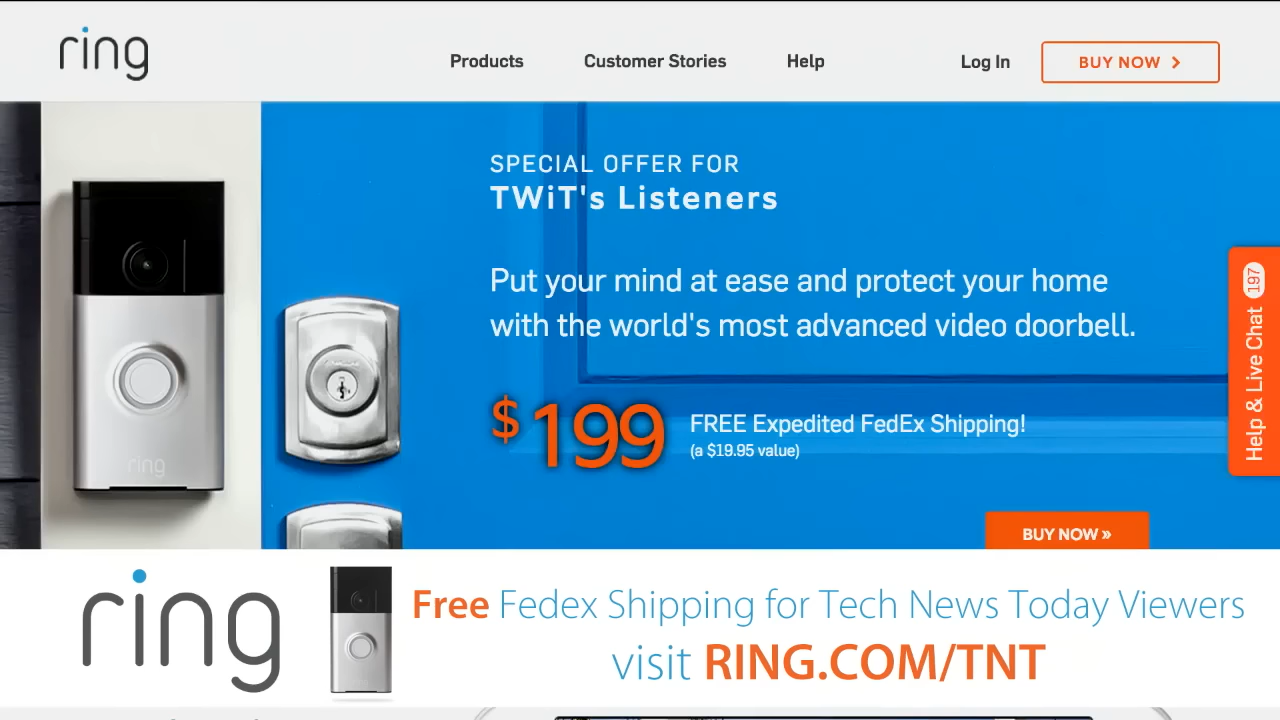 ring
Products Customer Stories Help Log In BUY NOW >
SPECIAL OFFER FOR
TWiT's Listeners
Put your mind at ease and protect your home
with the world's most advanced video doorbell.
$199 FREE Expedited FedEx Shipping!
(a $19.95 value)
Help & Live Chat 197
ring
BUY NOW »
ring
Free Fedex Shipping for Tech News Today Viewers
visit RING.COM/TNT